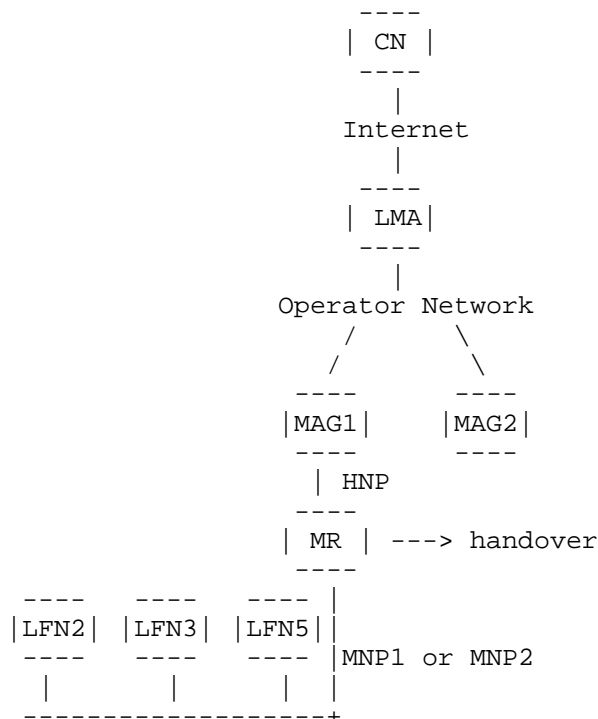 CN
Internet
LMA
Operator Network
MAG1 MAG2
HNP
MR ---> handover
LFN2 LFN3 LFN5
MNP1 or MNP2